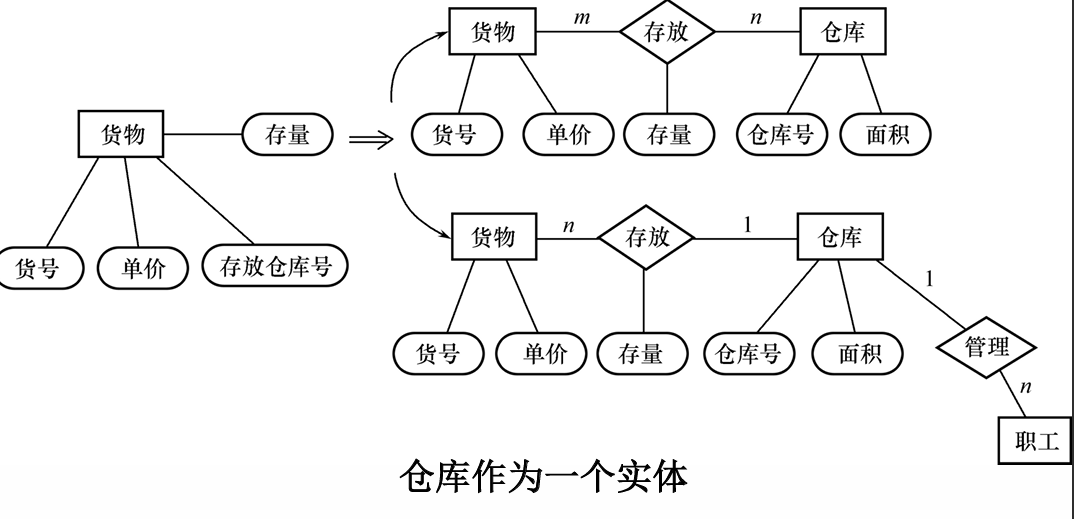 货物
m
存放
n
仓库
货号
单价
存量
仓库号
面积
货物
存量
货号
单价
存放仓库号
货物
n
存放
1
仓库
货号
单价
存量
仓库号
面积
1
管理
n
职工
仓库作为一个实体